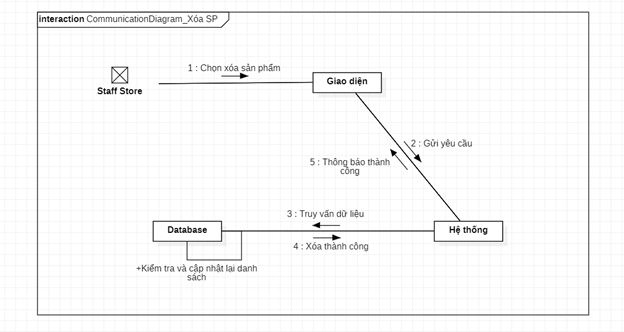 interaction CommunicationDiagram_Xóa SP
1 : Chọn xóa sản phẩm
Staff Store
Giao diện
2 : Gửi yêu cầu
5 : Thông báo thành
công
3 : Truy vấn dữ liệu
Database
Hệ thống
4 : Xóa thành công
+Kiểm tra và cập nhật lại danh
sách